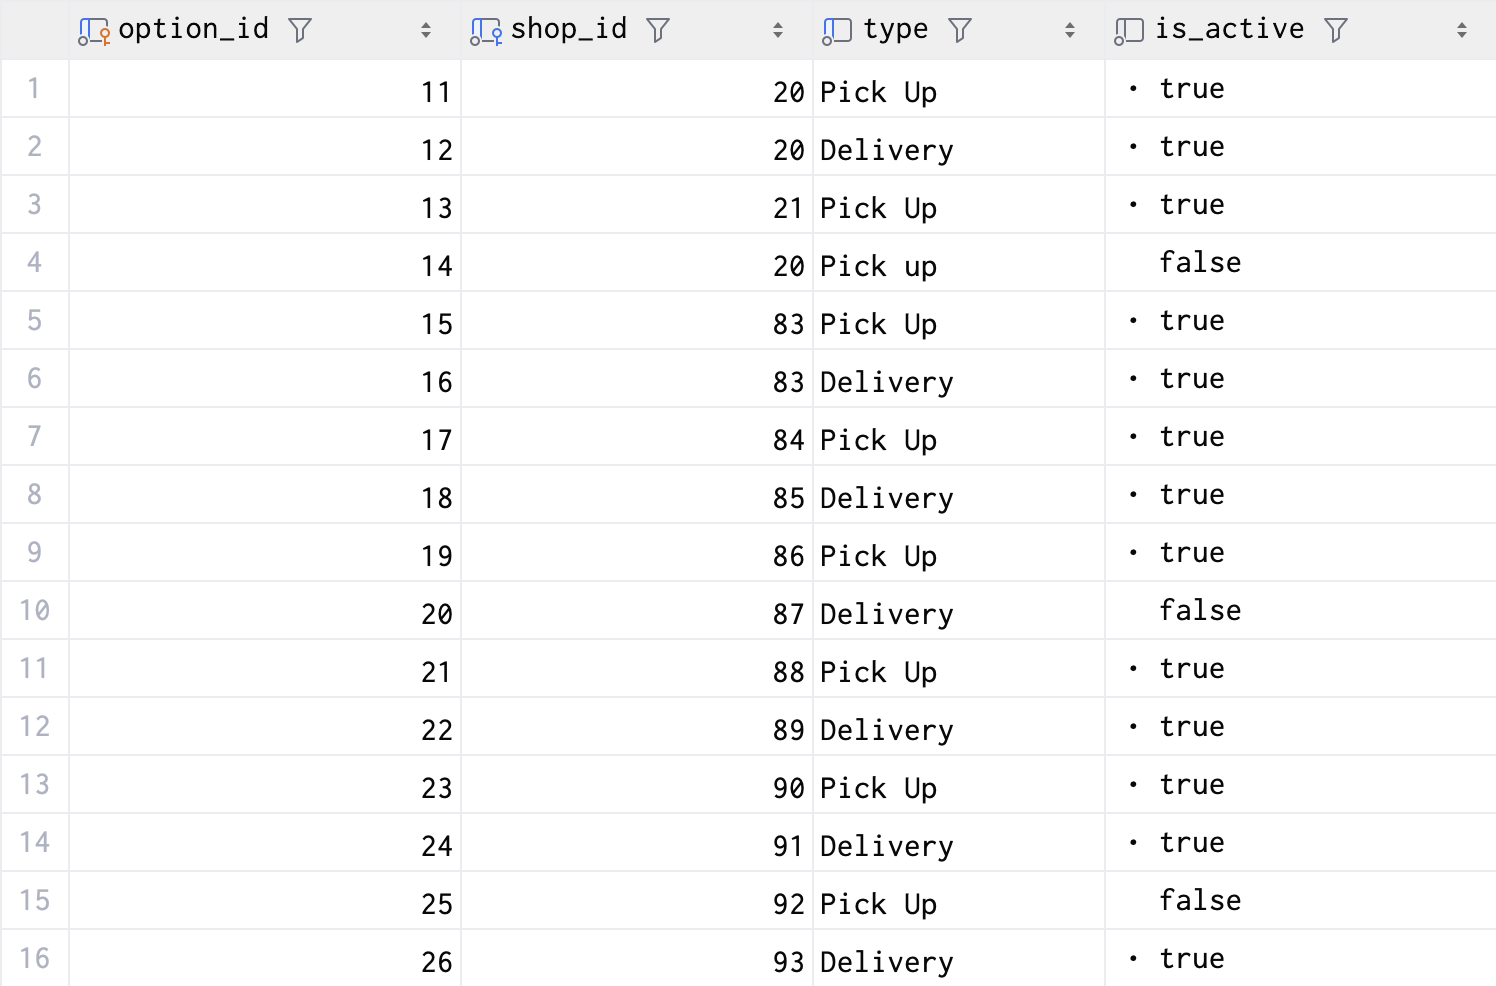 option_id shop_id type is_active
1 11 20 Pick Up • true
2 12 20 Delivery • true
3 13 21 Pick Up • true
4 14 20 Pick up false
5 15 83 Pick Up • true
6 16 83 Delivery • true
7 17 84 Pick Up • true
8 18 85 Delivery • true
9 19 86 Pick Up • true
10 20 87 Delivery false
11 21 88 Pick Up • true
12 22 89 Delivery • true
13 23 90 Pick Up • true
14 24 91 Delivery • true
15 25 92 Pick Up false
16 26 93 Delivery • true